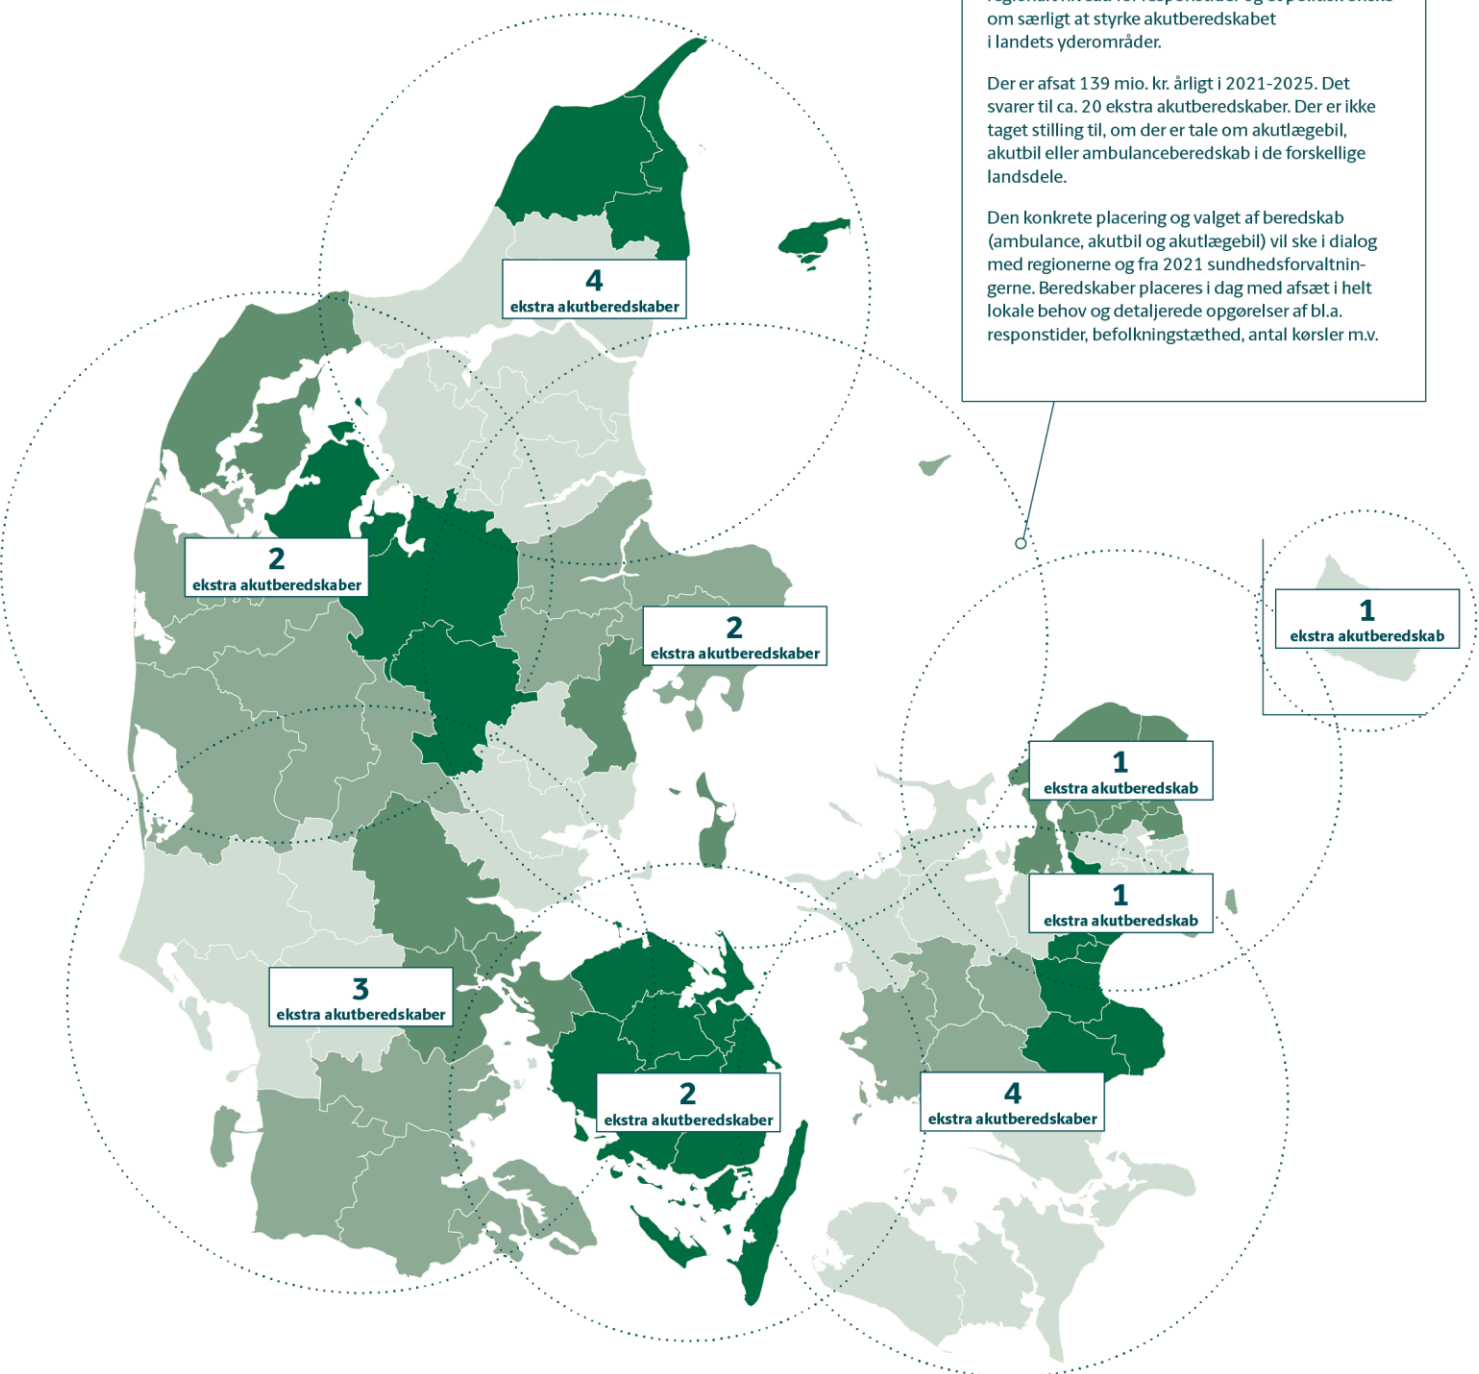 om særligt at styrke akutberedskabet
i landets yderområder.
Der er afsat 139 mio. kr. årligt i 2021-2025. Det
svarer til ca. 20 ekstra akutberedskaber. Der er ikke
taget stilling til, om der er tale om akutlægebil,
akutbil eller ambulanceberedskab i de forskellige
landsdele.
Den konkrete placering og valget af beredskab
(ambulance, akutbil og akutlægebil) vil ske i dialog
med regionerne og fra 2021 sundhedsforvaltnin-
gerne. Beredskaber placeres i dag med afsæt i helt
lokale behov og detaljerede opgørelser af bl.a.
responstider, befolkningstæthed, antal kørsler m.v.
4
ekstra akutberedskaber
2
ekstra akutberedskaber
2
ekstra akutberedskaber
1
ekstra akutberedskab
1
ekstra akutberedskab
1
ekstra akutberedskab
3
ekstra akutberedskaber
2
ekstra akutberedskaber
4
ekstra akutberedskaber